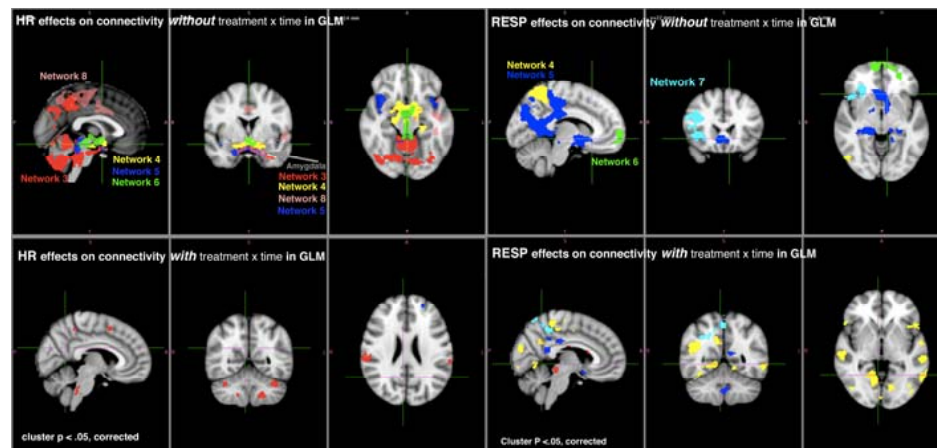 HR effects on connectivity without treatment x time in GLM
Network 8
Network 3
Network 4
Network 5
Network 6
Amygdala
Network 3
Network 4
Network 8
Network 5
RESP effects on connectivity without treatment x time in GLM
Network 4
Network 5
Network 6
Network 7
HR effects on connectivity with treatment x time in GLM
cluster p < .05, corrected
RESP effects on connectivity with treatment x time in GLM
Cluster P <.05, corrected